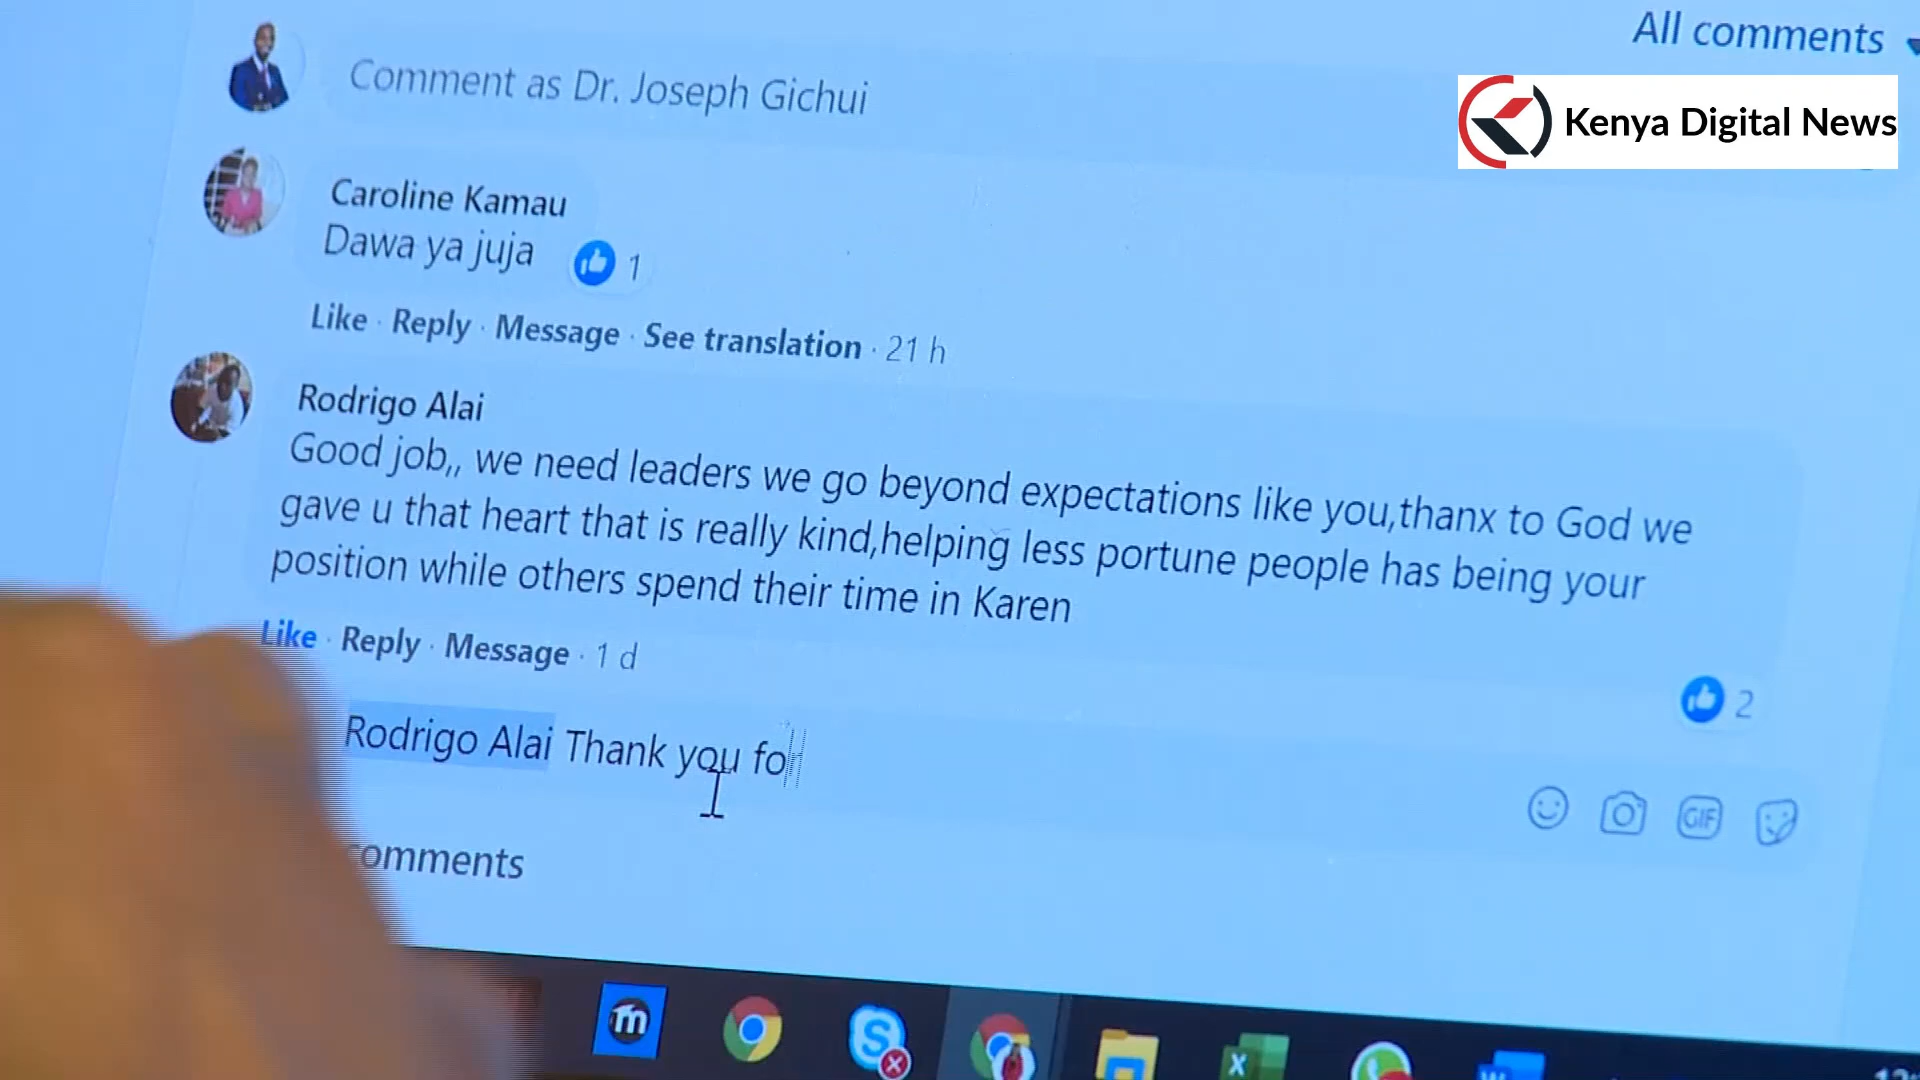 All comments
Comment as Dr. Joseph Gichui
Kenya Digital News
Caroline Kamau
Dawa ya juja
1
Like · Reply · Message · See translation · 21 h
Rodrigo Alai
Good job,, we need leaders we go beyond expectations like you,thanx to God we
gave u that heart that is really kind,helping less portune people has being your
position while others spend their time in Karen
Like · Reply · Message · 1 d
2
Rodrigo Alai Thank you for
GIF
comments